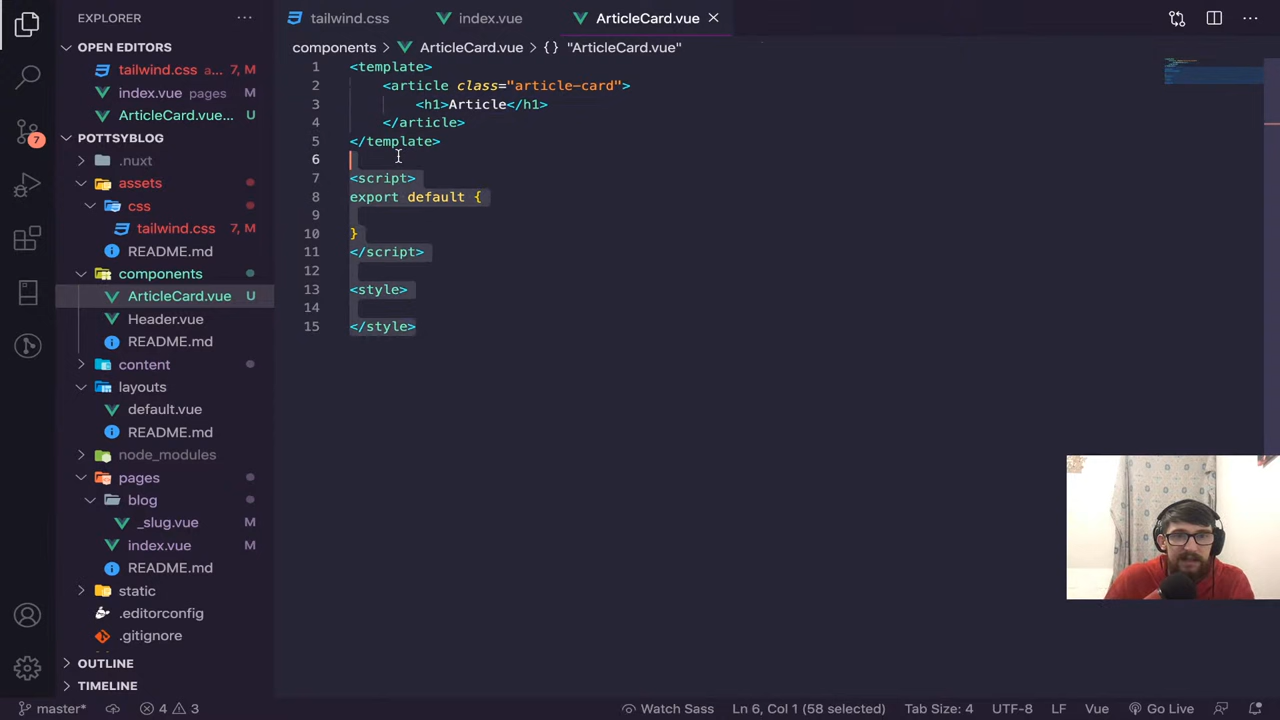 EXPLORER
tailwind.css
index.vue
ArticleCard.vue
OPEN EDITORS
tailwind.css a... 7, M
index.vue pages M
ArticleCard.vue... U
POTTSYBLOG
.nuxt
assets
css
tailwind.css 7, M
README.md
components
ArticleCard.vue U
Header.vue
README.md
content
layouts
default.vue
README.md
node_modules
pages
blog
_slug.vue M
index.vue M
README.md
static
.editorconfig
.gitignore
OUTLINE
TIMELINE
7
components > ArticleCard.vue > {} "ArticleCard.vue"
1 <template>
2 <article class="article-card">
3 <h1>Article</h1>
4 </article>
5 </template>
6
7 <script>
8 export default {
9
10 }
11 </script>
12
13 <style>
14
15 </style>
master* 4 3 Watch Sass Ln 6, Col 1 (58 selected) Tab Size: 4 UTF-8 LF Vue Go Live